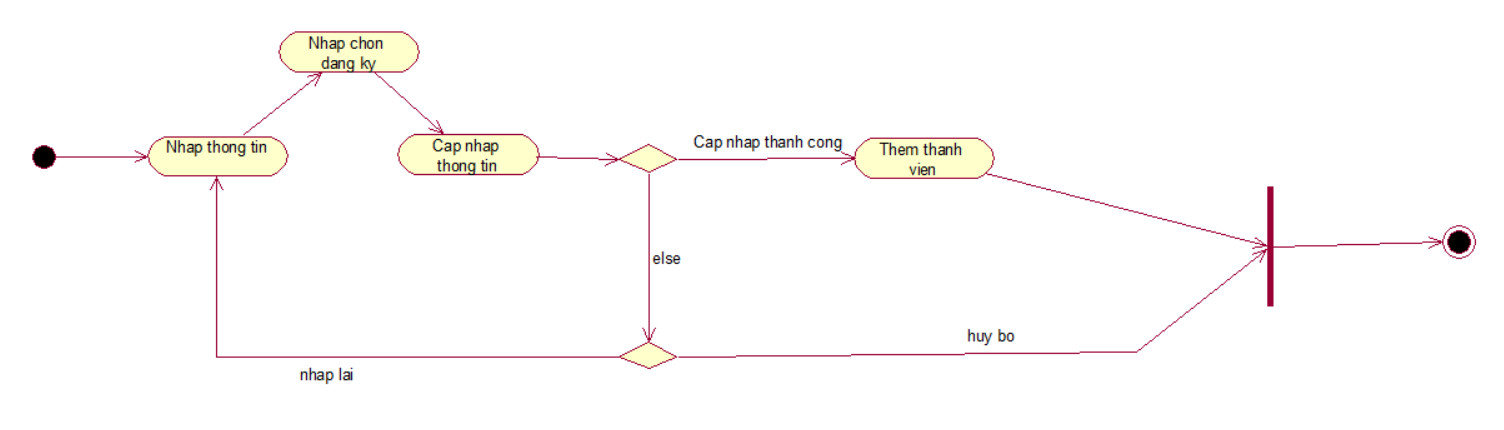 Nhap chon
dang ky
Nhap thong tin
Cap nhap
thong tin
Cap nhap thanh cong
Them thanh
vien
else
huy bo
nhap lai